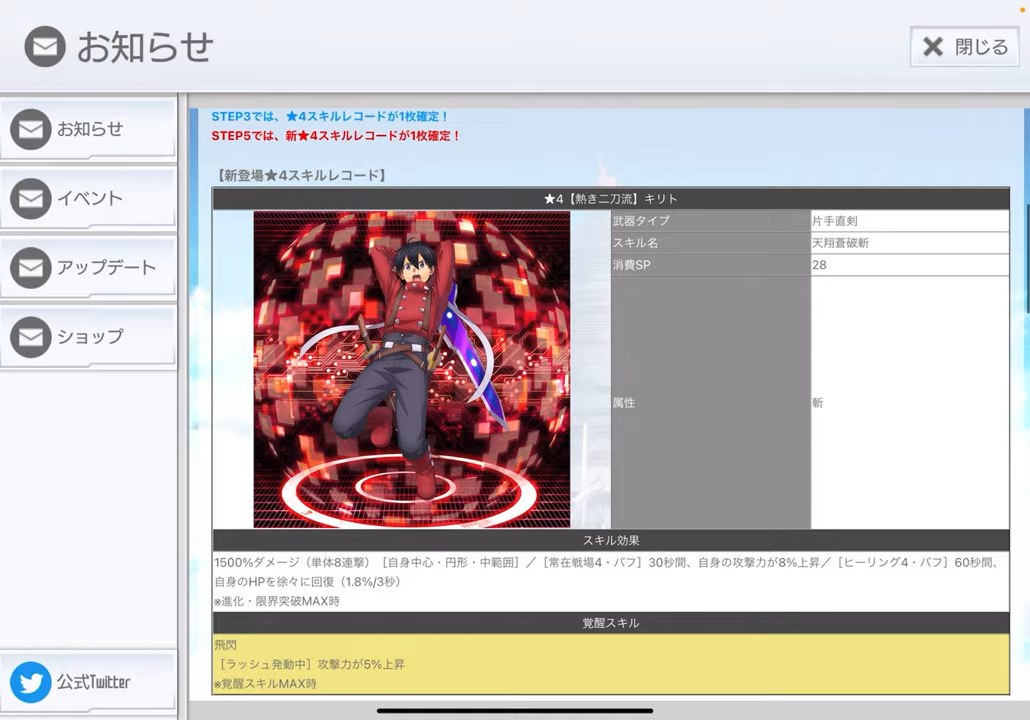 お知らせ
閉じる
お知らせ
イベント
アップデート
ショップ
公式Twitter
STEP3では、★4スキルレコードが1枚確定！
STEP5では、新★4スキルレコードが1枚確定！
【新登場★4スキルレコード】
★4【熱き二刀流】キリト
武器タイプ 片手直剣
スキル名 天翔蒼破斬
消費SP 28
属性 斬
スキル効果
1500%ダメージ（単体8連撃）［自身中心・円形・中範囲］／［常在戦場4・バフ］30秒間、自身の攻撃力が8%上昇／［ヒーリング4・バフ］60秒間、
自身のHPを徐々に回復（1.8%/3秒）
※進化・限界突破MAX時
覚醒スキル
飛閃
［ラッシュ発動中］攻撃力が5%上昇
※覚醒スキルMAX時